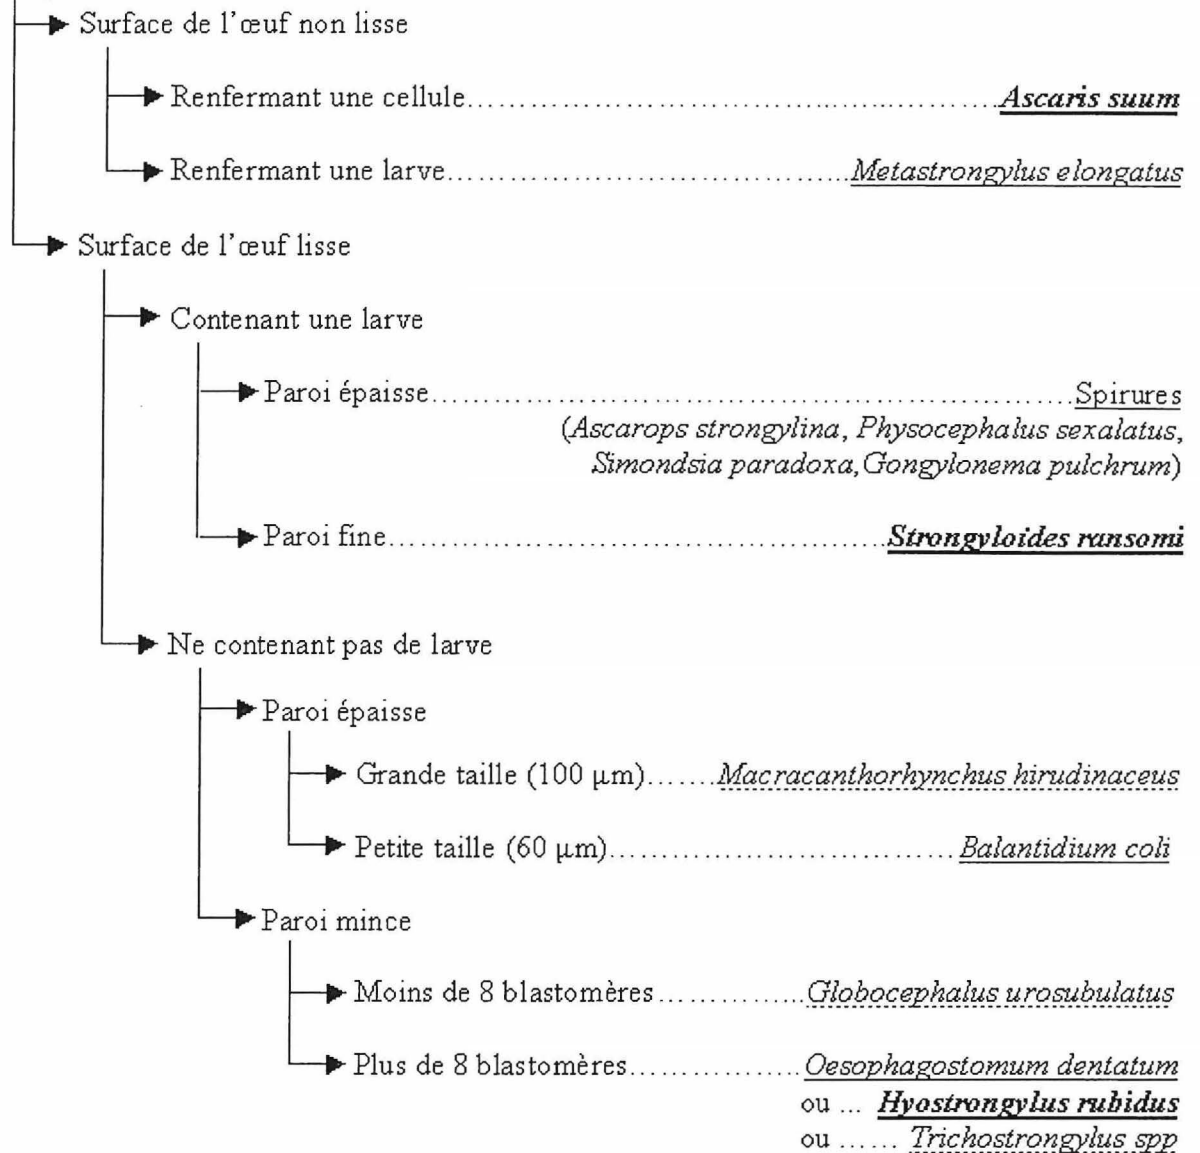 Surface de l'œuf non lisse
Renfermant une cellule.......................................................Ascaris suum
Renfermant une larve..........................................Metastrongylus elongatus
Surface de l'œuf lisse
Contenant une larve
Paroi épaisse....................................................................Spirures
(Ascarops strongylina, Physocephalus sexalatus,
Simondsia paradoxa,Gongylonema pulchrum)
Paroi fine....................................................Strongyloides ransomi
Ne contenant pas de larve
Paroi épaisse
Grande taille (100 µm).......Macracanthorhynchus hirudinaceus
Petite taille (60 µm)....................................Balantidium coli
Paroi mince
Moins de 8 blastomères...............Globocephalus urosubulatus
Plus de 8 blastomères.................Oesophagostomum dentatum
ou ... Hyostrongylus rubidus
ou ...... Trichostrongylus spp